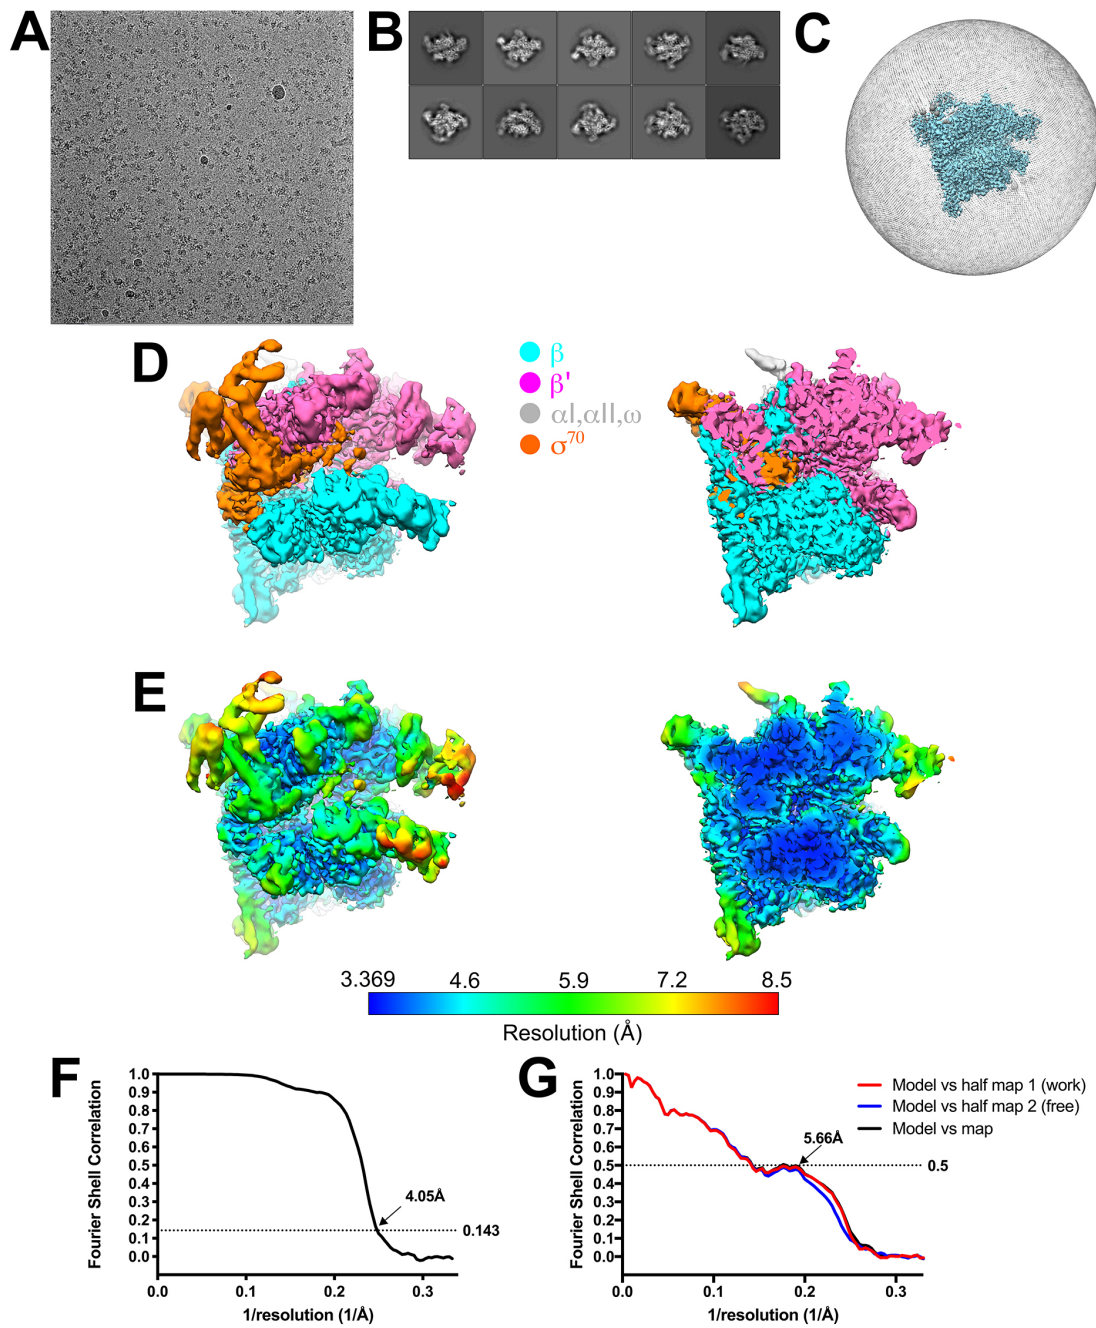 A
B
C
D
β
β'
αI,αII,ω
σ70
E
3.369 4.6 5.9 7.2 8.5
Resolution (Å)
F
1.0
0.9
0.8
0.7
0.6
0.5
0.4
0.3
0.2
0.1
0.0
Fourier Shell Correlation
4.05Å
0.143
0.0 0.1 0.2 0.3
1/resolution (1/Å)
G
1.0
0.9
0.8
0.7
0.6
0.5
0.4
0.3
0.2
0.1
0.0
Fourier Shell Correlation
Model vs half map 1 (work)
Model vs half map 2 (free)
Model vs map
5.66Å
0.5
0.0 0.1 0.2 0.3
1/resolution (1/Å)